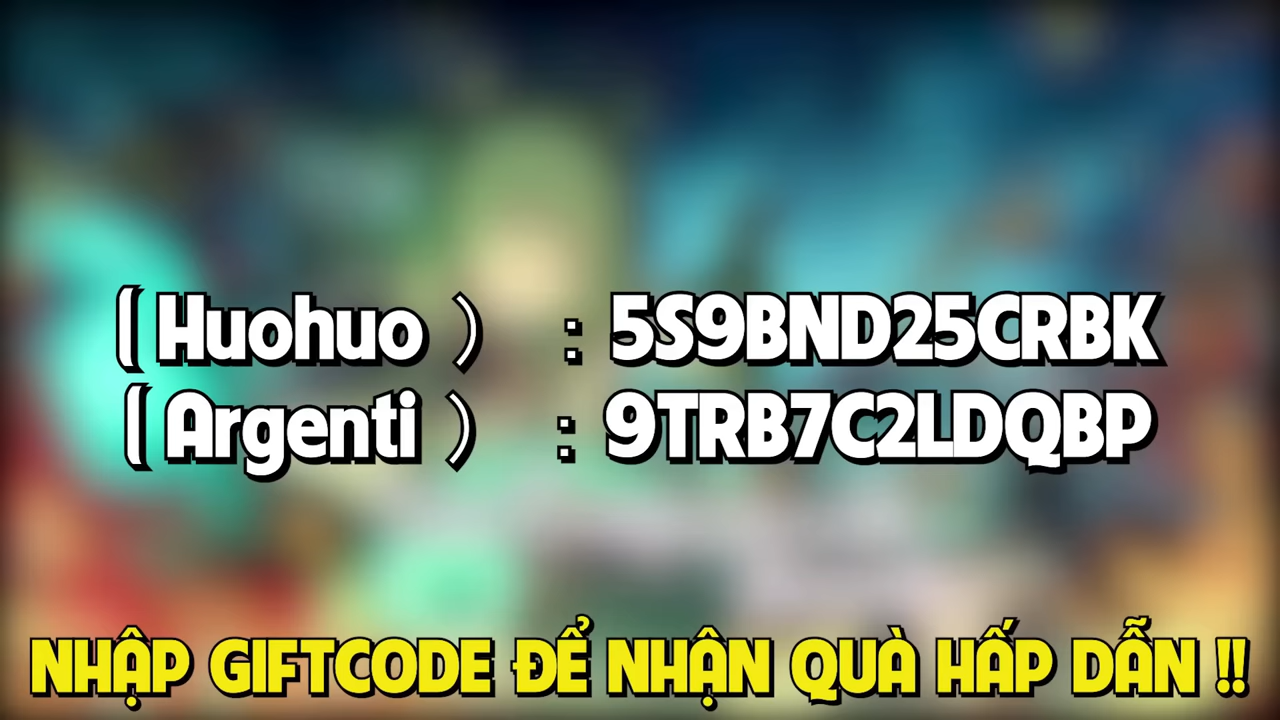 ( Huohuo ） : 5S9BND25CRBK
( Argenti ） : 9TRB7C2LDQBP
NHẬP GIFTCODE ĐỂ NHẬN QUÀ HẤP DẪN !!